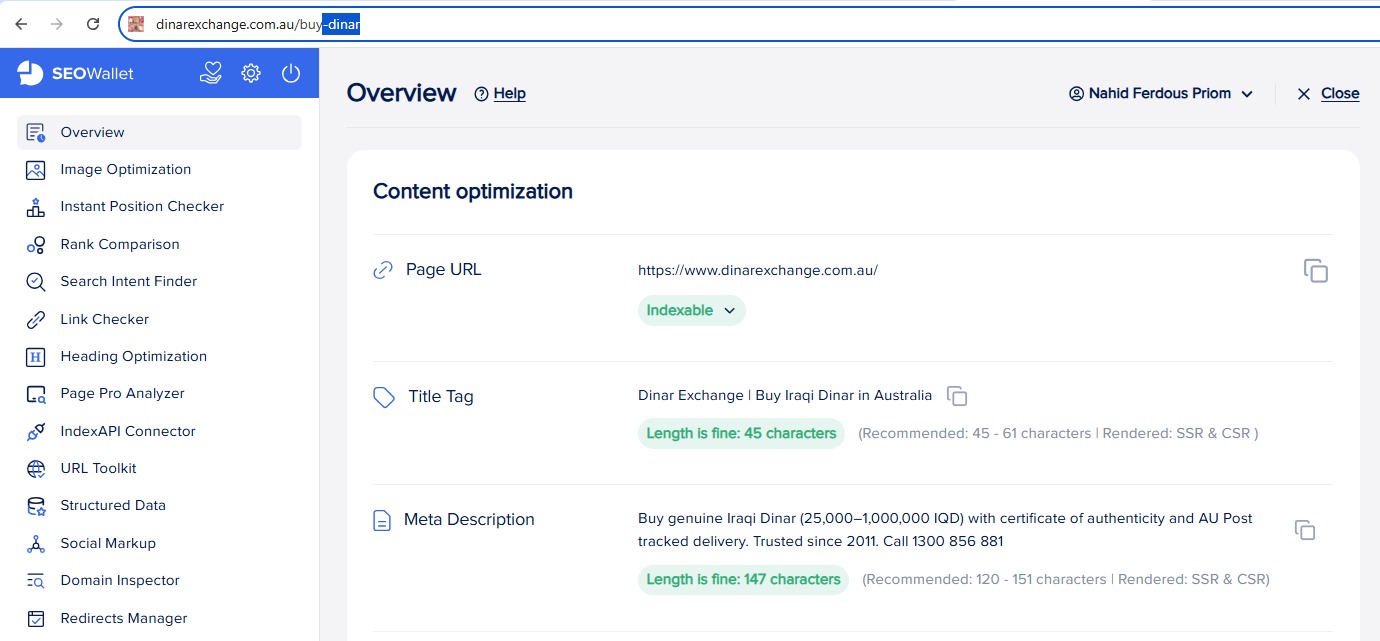 dinarexchange.com.au/buy-dinar
SEOWallet
Overview
Image Optimization
Instant Position Checker
Rank Comparison
Search Intent Finder
Link Checker
Heading Optimization
Page Pro Analyzer
IndexAPI Connector
URL Toolkit
Structured Data
Social Markup
Domain Inspector
Redirects Manager
Overview Help Nahid Ferdous Priom Close
Content optimization
Page URL https://www.dinarexchange.com.au/
Indexable
Title Tag Dinar Exchange | Buy Iraqi Dinar in Australia
Length is fine: 45 characters (Recommended: 45 - 61 characters | Rendered: SSR & CSR )
Meta Description Buy genuine Iraqi Dinar (25,000–1,000,000 IQD) with certificate of authenticity and AU Post
tracked delivery. Trusted since 2011. Call 1300 856 881
Length is fine: 147 characters (Recommended: 120 - 151 characters | Rendered: SSR & CSR)